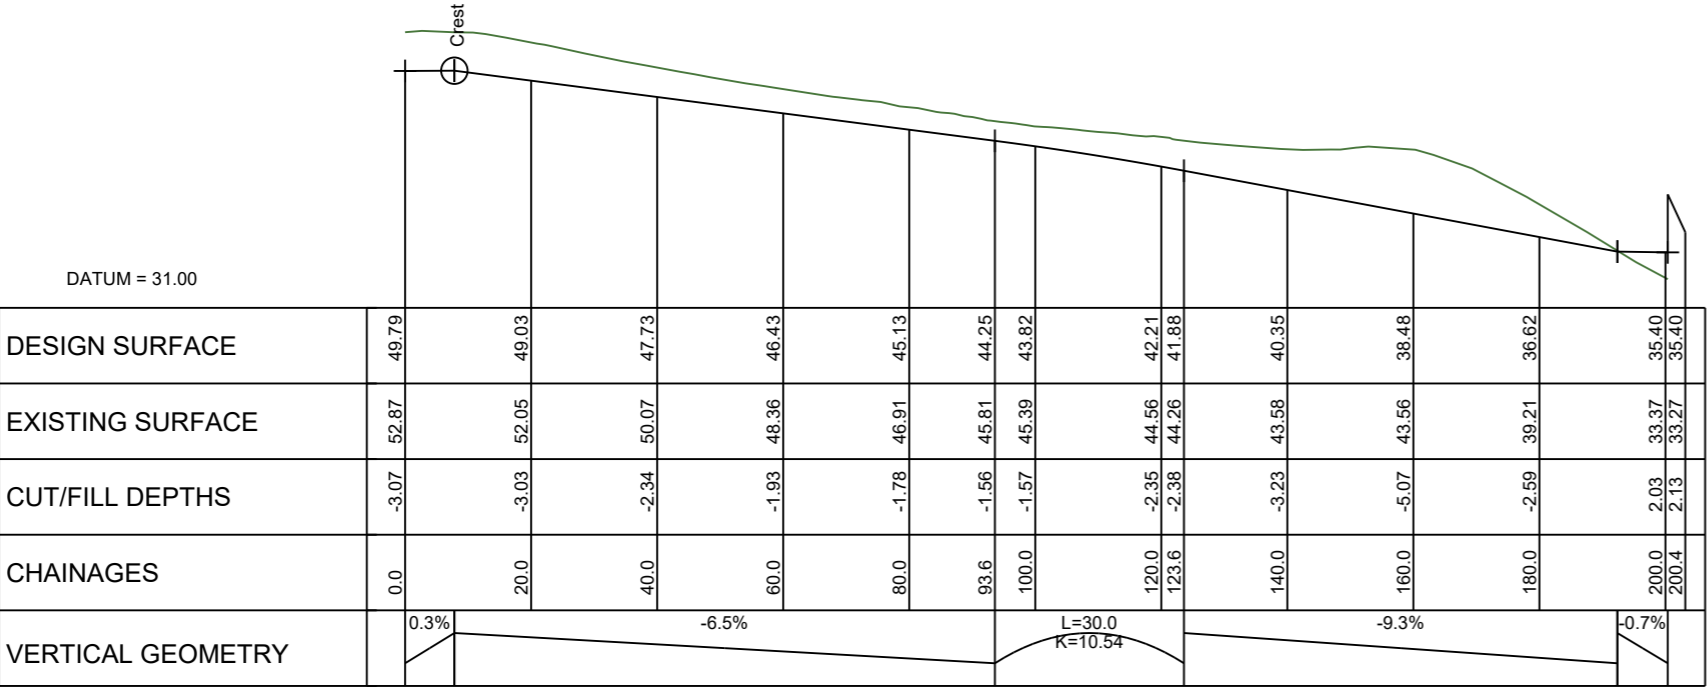 Crest
DATUM = 31.00
DESIGN SURFACE 49.79 49.03 47.73 46.43 45.13 44.25 43.82 42.21 41.88 40.35 38.48 36.62 35.40 35.40
EXISTING SURFACE 52.87 52.05 50.07 48.36 46.91 45.81 45.39 44.56 44.26 43.58 43.56 39.21 33.37 33.27
CUT/FILL DEPTHS -3.07 -3.03 -2.34 -1.93 -1.78 -1.56 -1.57 -2.35 -2.38 -3.23 -5.07 -2.59 2.03 2.13
CHAINAGES 0.0 20.0 40.0 60.0 80.0 93.6 100.0 120.0 123.6 140.0 160.0 180.0 200.0 200.4
0.3% -6.5% L=30.0 -9.3% -0.7%
K=10.54
VERTICAL GEOMETRY